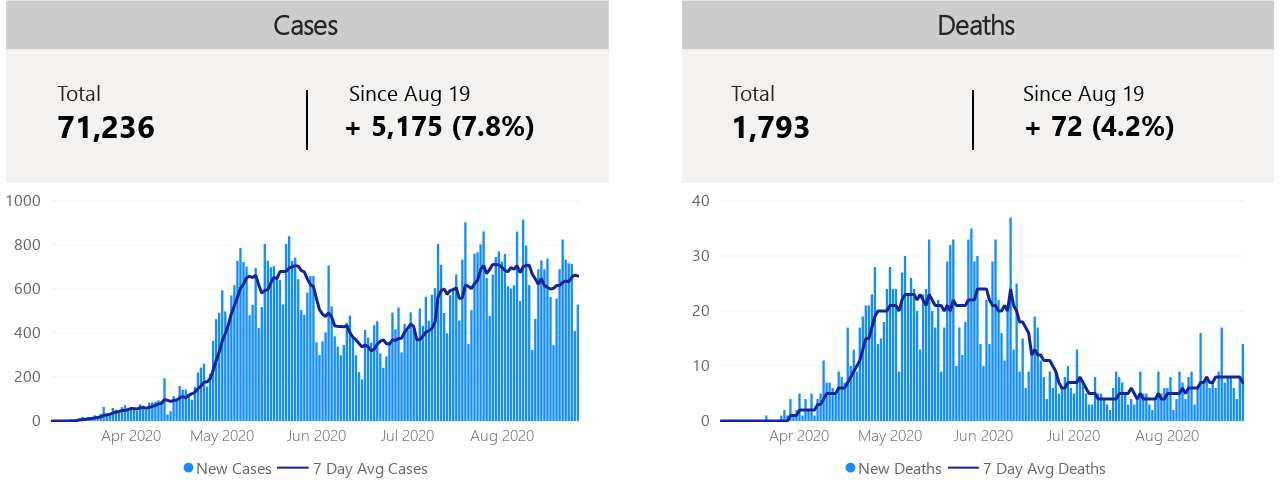 Cases
Total
Since Aug 19
71,236
+ 5,175 (7.8%)
1000
800
600
400
200
0
Apr 2020
May 2020
Jun 2020
Jul 2020
Aug 2020
New Cases
7 Day Avg Cases
Deaths
Total
Since Aug 19
1,793
+ 72 (4.2%)
40
30
20
10
0
Apr 2020
May 2020
Jun 2020
Jul 2020
Aug 2020
New Deaths
7 Day Avg Deaths